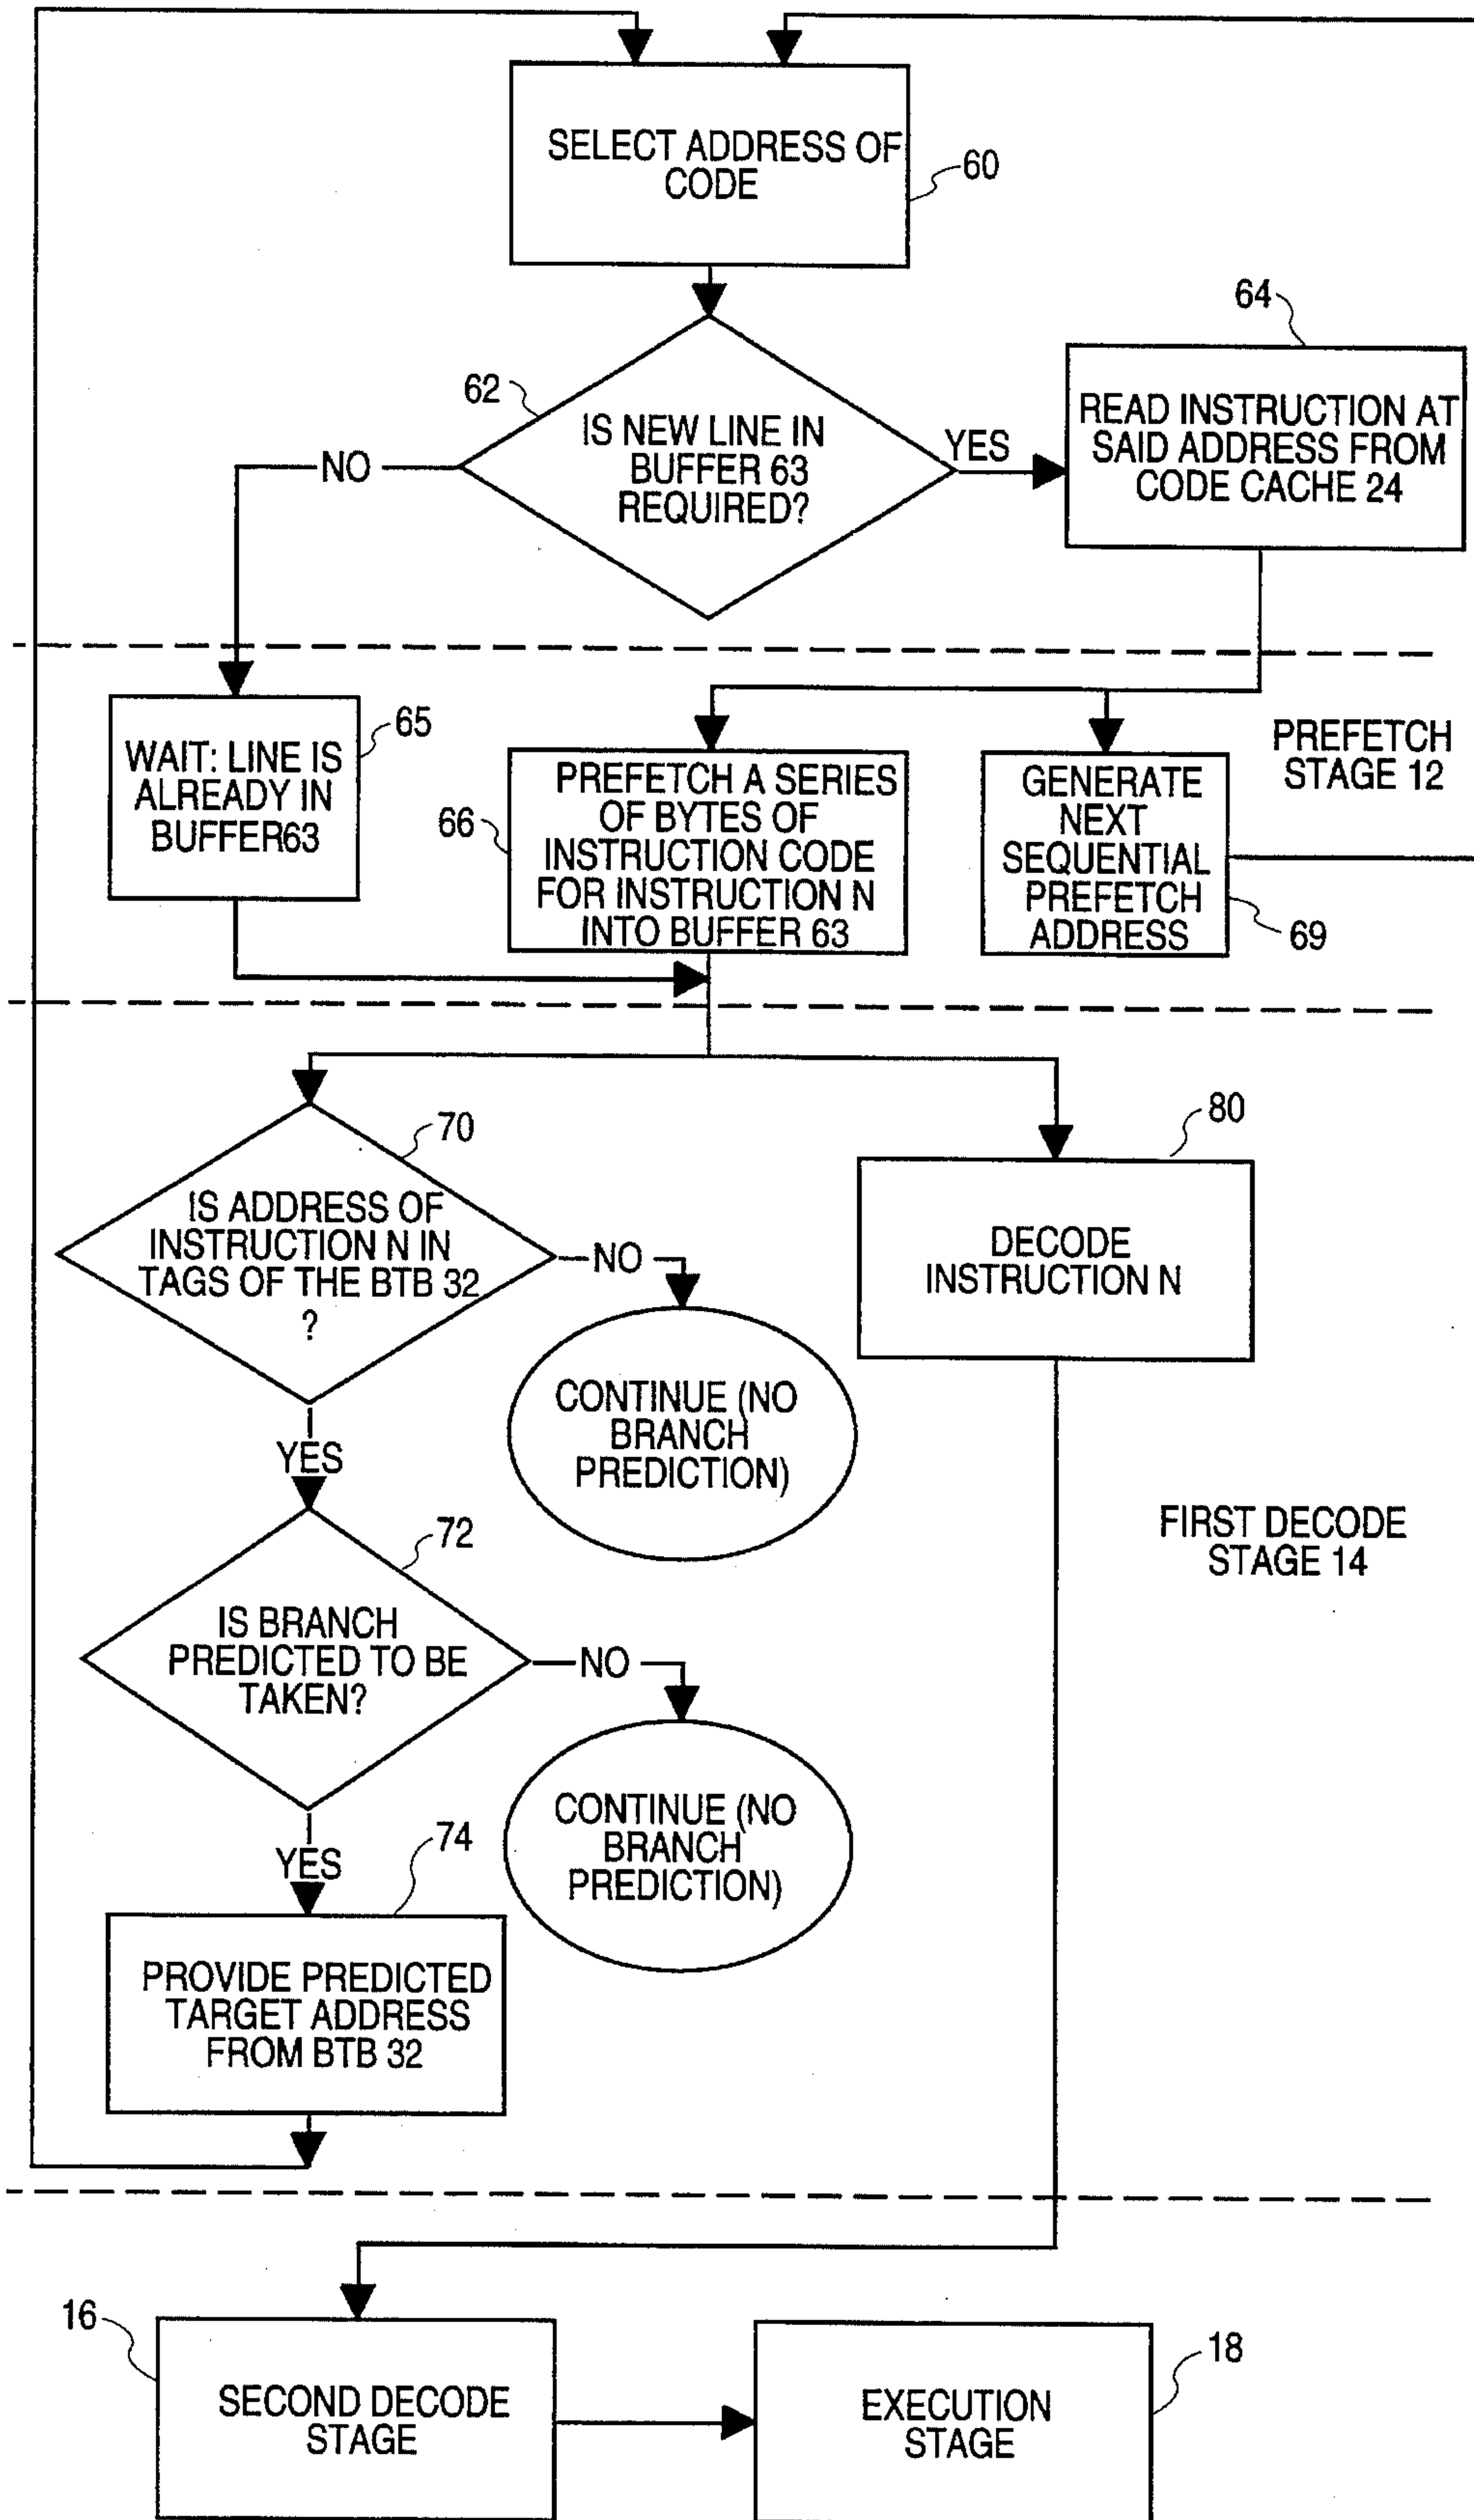 SELECT ADDRESS OF
CODE
60
64
62
IS NEW LINE IN
BUFFER 63
REQUIRED?
NO
YES
READ INSTRUCTION AT
SAID ADDRESS FROM
CODE CACHE 24
65
WAIT: LINE IS
ALREADY IN
BUFFER63
66
PREFETCH A SERIES
OF BYTES OF
INSTRUCTION CODE
FOR INSTRUCTION N
INTO BUFFER 63
GENERATE
NEXT
SEQUENTIAL
PREFETCH
ADDRESS
69
PREFETCH
STAGE 12
70
IS ADDRESS OF
INSTRUCTION N IN
TAGS OF THE BTB 32
?
NO
80
DECODE
INSTRUCTION N
CONTINUE (NO
BRANCH
PREDICTION)
YES
FIRST DECODE
STAGE 14
72
IS BRANCH
PREDICTED TO BE
TAKEN?
NO
CONTINUE (NO
BRANCH
PREDICTION)
YES
74
PROVIDE PREDICTED
TARGET ADDRESS
FROM BTB 32
16
SECOND DECODE
STAGE
EXECUTION
STAGE
18